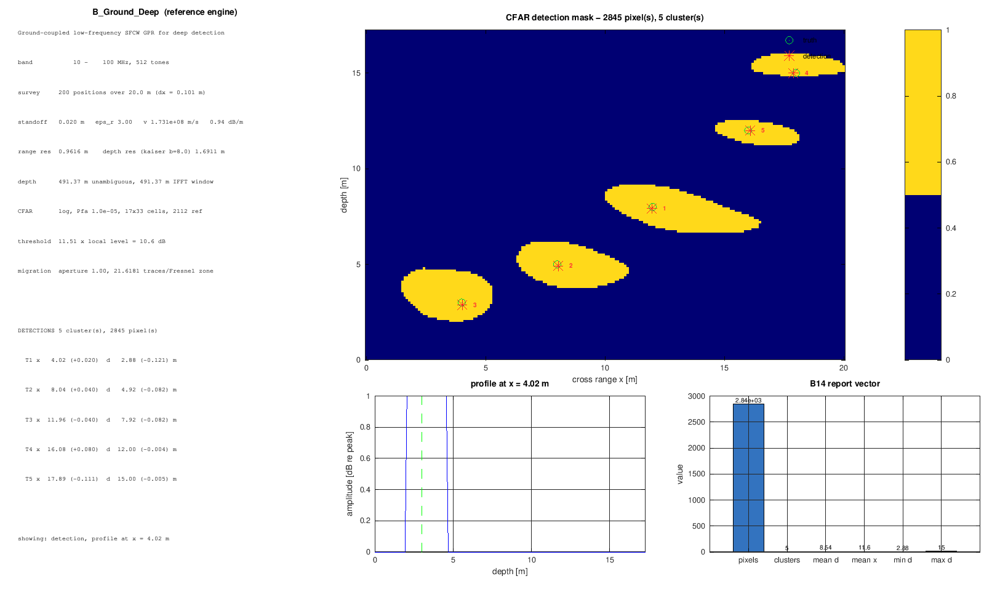 B_Ground_Deep (reference engine)
Ground-coupled low-frequency SFCW GPR for deep detection
band 10 - 100 MHz, 512 tones
survey 200 positions over 20.0 m (dx = 0.101 m)
standoff 0.020 m eps_r 3.00 v 1.731e+08 m/s 0.94 dB/m
range res 0.9616 m depth res (kaiser b=8.0) 1.6911 m
depth 491.37 m unambiguous, 491.37 m IFFT window
CFAR log, Pfa 1.0e-05, 17x33 cells, 2112 ref
threshold 11.51 x local level = 10.6 dB
migration aperture 1.00, 21.6181 traces/Fresnel zone
DETECTIONS 5 cluster(s), 2845 pixel(s)
T1 x 4.02 (+0.020) d 2.88 (-0.121) m
T2 x 8.04 (+0.040) d 4.92 (-0.082) m
T3 x 11.96 (-0.040) d 7.92 (-0.082) m
T4 x 16.08 (+0.080) d 12.00 (-0.004) m
T5 x 17.89 (-0.111) d 15.00 (-0.005) m
showing: detection, profile at x = 4.02 m
CFAR detection mask – 2845 pixel(s), 5 cluster(s)
depth [m]
15
10
5
0
4
5
1
2
3
0 5 10 15 20
cross range x [m]
1
0.8
0.6
0.4
0.2
0
profile at x = 4.02 m
amplitude [dB re peak]
1
0.8
0.6
0.4
0.2
0
0 5 10 15
depth [m]
B14 report vector
value
3000
2500
2000
1500
1000
500
0
2.84e+03
5
8.54
11.6
2.88
15
pixels clusters mean d mean x min d max d